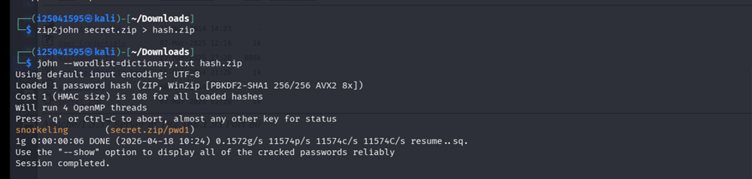 ┌──(i25041595㉿kali)-[~/Downloads]
└─$ zip2john secret.zip > hash.zip
┌──(i25041595㉿kali)-[~/Downloads]
└─$ john --wordlist=dictionary.txt hash.zip
Using default input encoding: UTF-8
Loaded 1 password hash (ZIP, WinZip [PBKDF2-SHA1 256/256 AVX2 8x])
Cost 1 (HMAC size) is 108 for all loaded hashes
Will run 4 OpenMP threads
Press 'q' or Ctrl-C to abort, almost any other key for status
snorkeling       (secret.zip/pwd1)
1g 0:00:00:06 DONE (2026-04-18 10:24) 0.1572g/s 11574p/s 11574c/s 11574C/s resume..sq.
Use the "--show" option to display all of the cracked passwords reliably
Session completed.